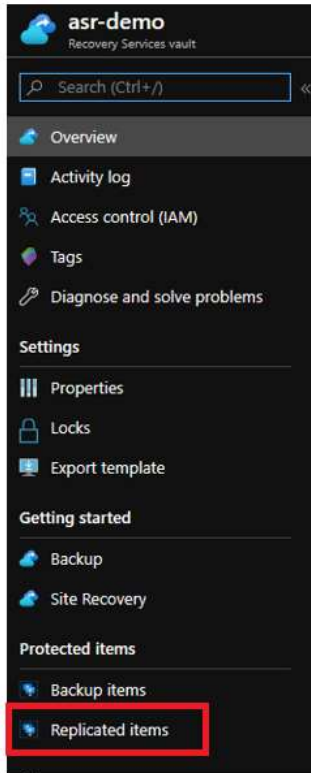 asr-demo
Recovery Services vault
Search (Ctrl+/)
«
Overview
Activity log
Access control (IAM)
Tags
Diagnose and solve problems
Settings
Properties
Locks
Export template
Getting started
Backup
Site Recovery
Protected items
Backup items
Replicated items